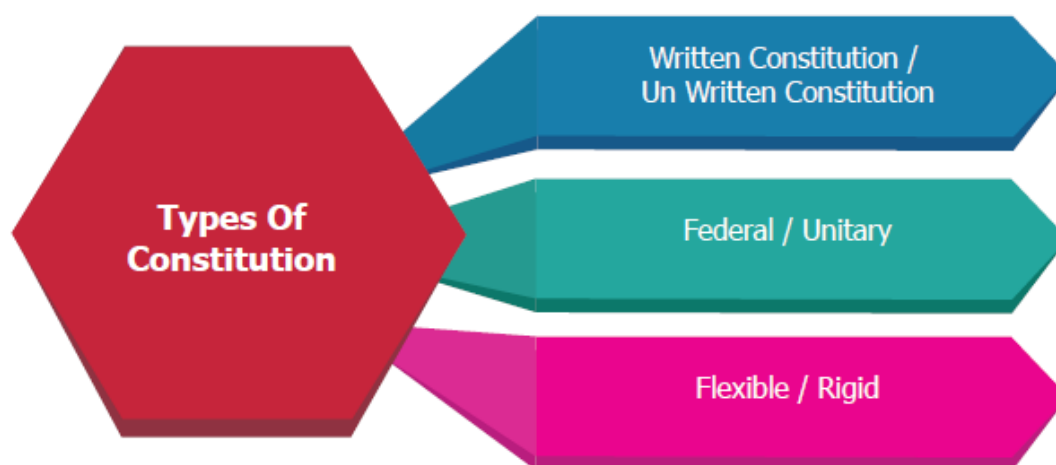 Types Of
Constitution
Written Constitution /
Un Written Constitution
Federal / Unitary
Flexible / Rigid